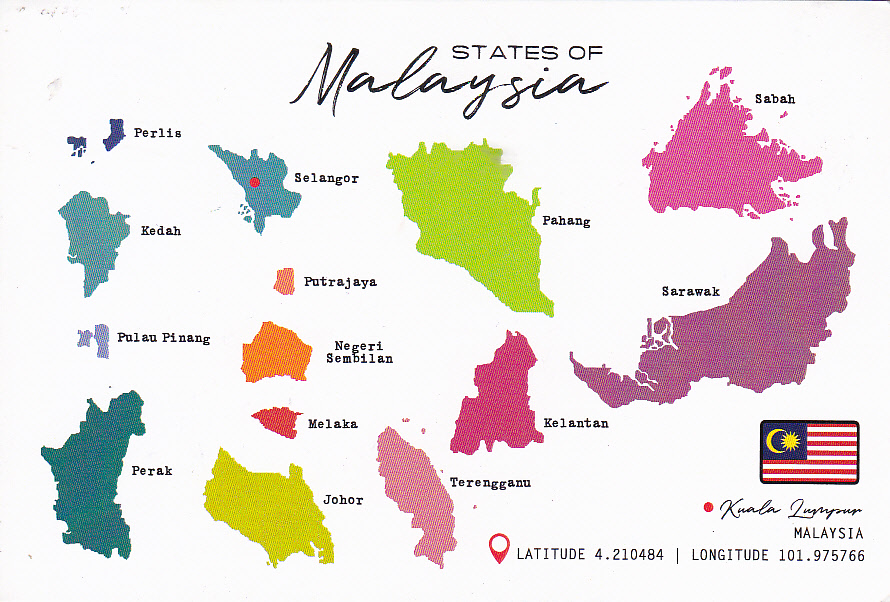 STATES OF
Malaysia
Perlis
Selangor
Kedah
Pahang
Sabah
Putrajaya
Sarawak
Pulau Pinang
Negeri
Sembilan
Melaka
Kelantan
Perak
Johor
Terengganu
Kuala Lumpur
MALAYSIA
LATITUDE 4.210484 | LONGITUDE 101.975766